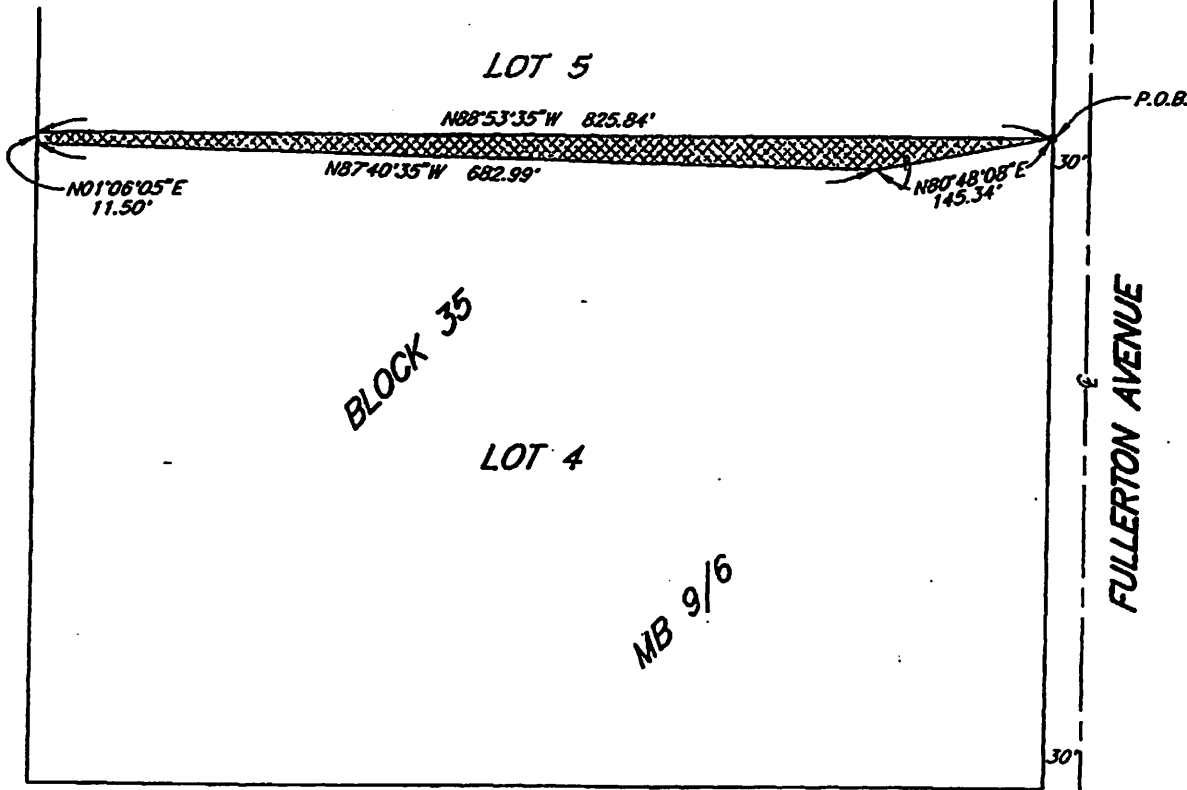 LOT 5
N88°53'35"W 825.84'
P.O.B.
30'
N87°40'35"W 682.99'
N01°06'05"E
11.50'
N80°48'08"E
145.34'
BLOCK 35
FULLERTON AVENUE
LOT 4
MB 9/6
30'